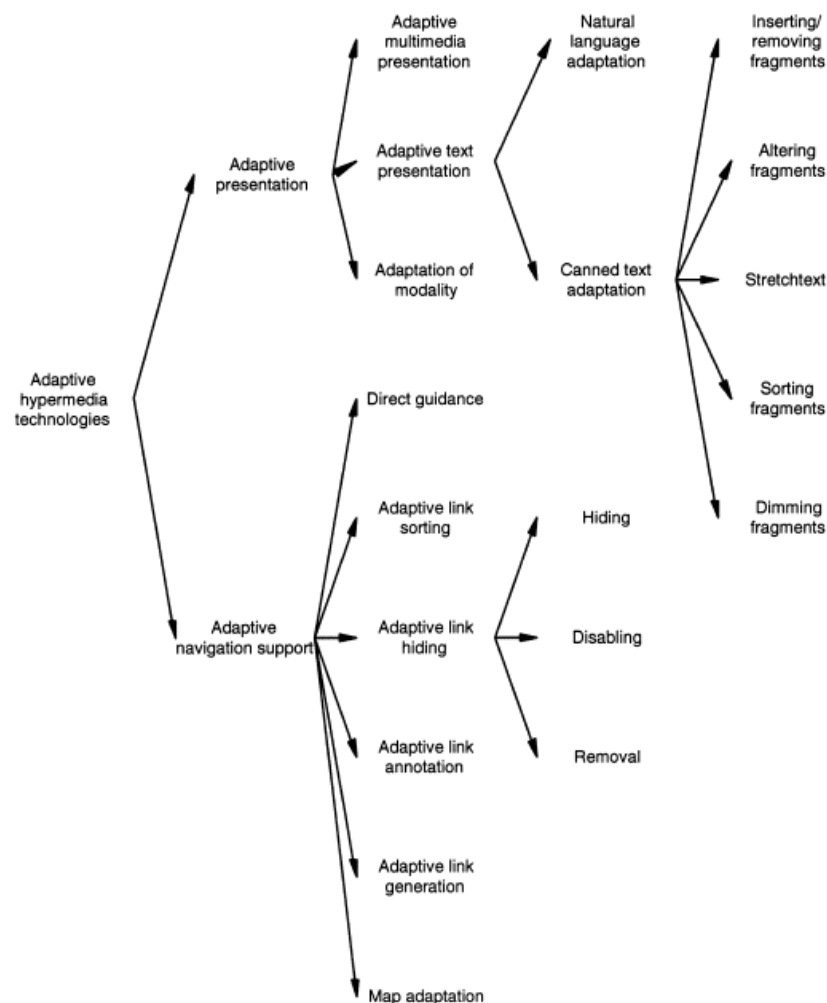 Adaptive
multimedia
presentation
Natural
language
adaptation
Inserting/
removing
fragments
Adaptive
presentation
Adaptive text
presentation
Altering
fragments
Adaptation of
modality
Canned text
adaptation
Stretchtext
Adaptive
hypermedia
technologies
Direct guidance
Sorting
fragments
Adaptive link
sorting
Hiding
Dimming
fragments
Adaptive
navigation support
Adaptive link
hiding
Disabling
Adaptive link
annotation
Removal
Adaptive link
generation
Map adaptation